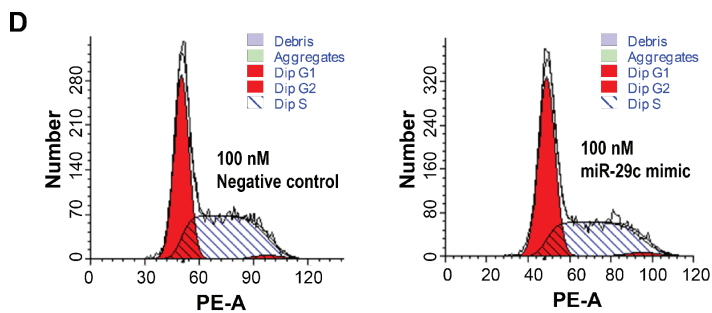 D
Debris
Aggregates
Dip G1
Dip G2
Dip S
100 nM
Negative control
Number
0
70
140
210
280
0
30
60
90
120
PE-A
Debris
Aggregates
Dip G1
Dip G2
Dip S
100 nM
miR-29c mimic
Number
0
80
160
240
320
0
20
40
60
80
100
120
PE-A